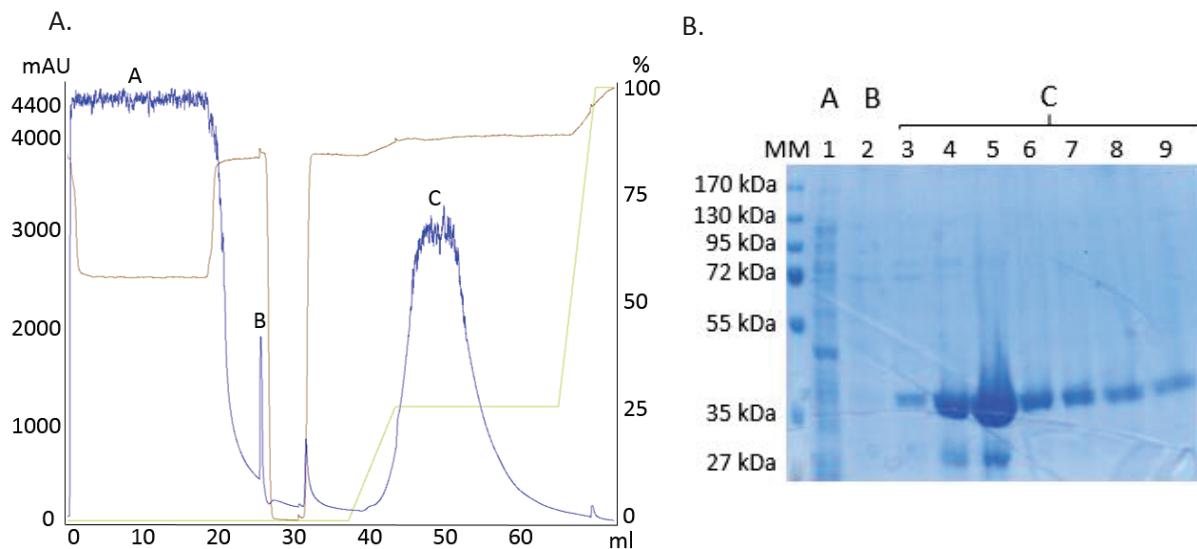 A.
mAU
%
4400
4000
3000
2000
1000
0
A
B
C
100
75
50
25
0
0 10 20 30 40 50 60 ml
B.
A B C
MM 1 2 3 4 5 6 7 8 9
170 kDa
130 kDa
95 kDa
72 kDa
55 kDa
35 kDa
27 kDa